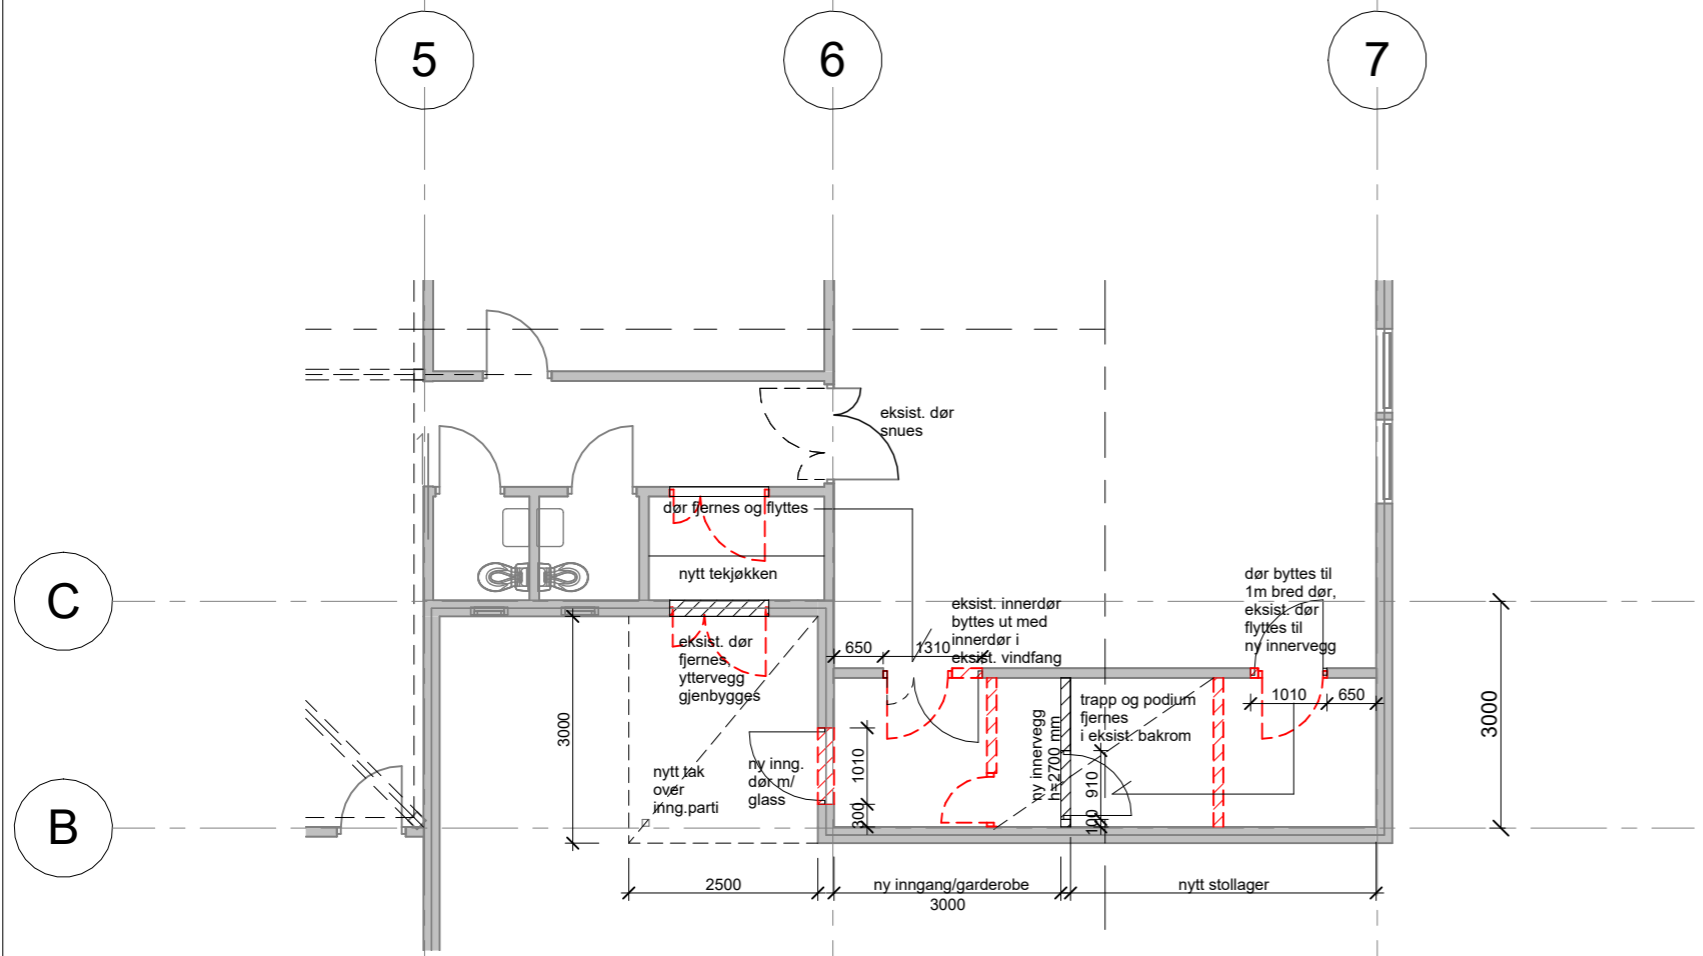 5
6
7
C
B
eksist. dør
snues
dør fjernes og flyttes
nytt tekjøkken
eksist. dør
fjernes,
yttervegg
gjenbygges
eksist. innerdør
byttes ut med
innerdør i
eksist. vindfang
dør byttes til
1m bred dør,
eksist. dør
flyttes til
ny innervegg
650
1310
1010
650
3000
3000
trapp og podium
fjernes
i eksist. bakrom
ny innervegg
h=2700 mm
nytt tak
over
inng.parti
ny inng.
dør m/
glass
1010
300
910
100
2500
ny inngang/garderobe
3000
nytt stollager